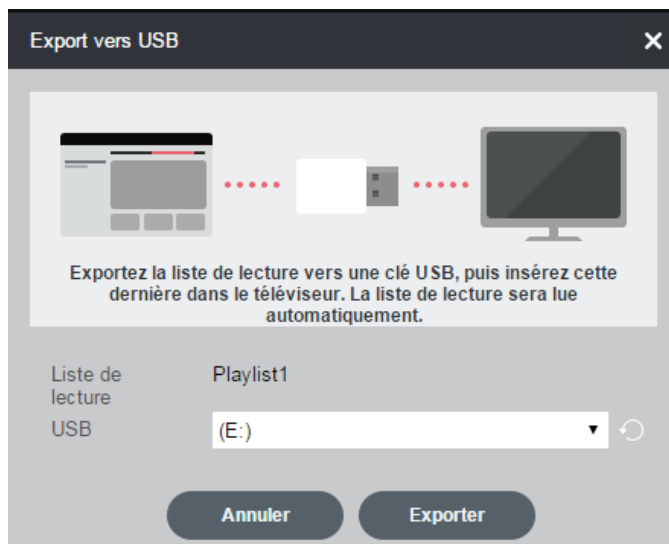 Export vers USB
Exportez la liste de lecture vers une clé USB, puis insérez cette
dernière dans le téléviseur. La liste de lecture sera lue
automatiquement.
Liste de
lecture
Playlist1
USB
(E:)
Annuler
Exporter